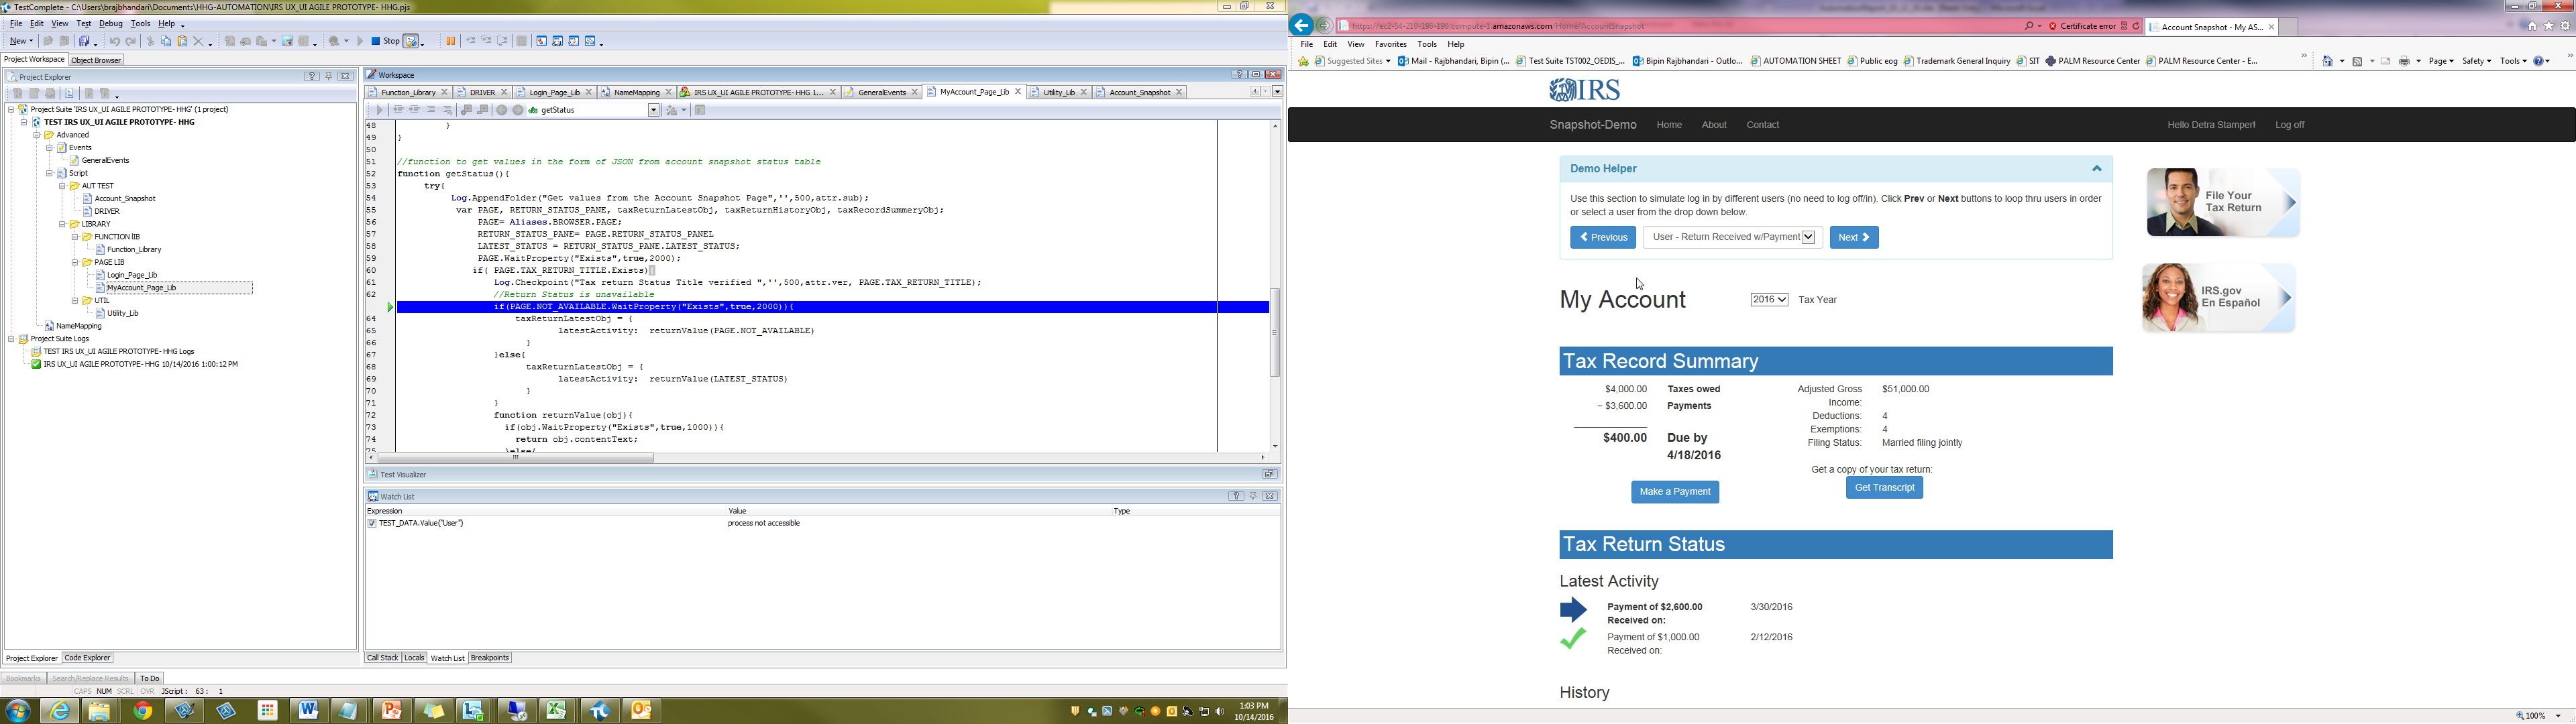 TestComplete - C:\Users\brajbhandari\Documents\HHG-AUTOMATION\IRS UX_UI AGILE PROTOTYPE- HHG.pjs
File Edit View Test Debug Tools Help
New
Stop
Project Workspace Object Browser
Project Explorer
Project Suite 'IRS UX_UI AGILE PROTOTYPE-HHG' (1 project)
TEST IRS UX_UI AGILE PROTOTYPE- HHG
Advanced
Events
GeneralEvents
Script
AUT TEST
Account_Snapshot
DRIVER
LIBRARY
FUNCTION lIB
Function_Library
PAGE LIB
Login_Page_Lib
MyAccount_Page_Lib
UTIL
Utility_Lib
NameMapping
Project Suite Logs
TEST IRS UX_UI AGILE PROTOTYPE- HHG Logs
IRS UX_UI AGILE PROTOTYPE- HHG 10/14/2016 1:00:12 PM
Project Explorer Code Explorer
Bookmarks Search/Replace Results To Do
CAPS NUM SCRL OVR JScript : 63 : 1
Workspace
Function_Library DRIVER Login_Page_Lib NameMapping IRS UX_UI AGILE PROTOTYPE- HHG 1... GeneralEvents MyAccount_Page_Lib Utility_Lib Account_Snapshot
getStatus
48 }
49 }
50
51 //function to get values in the form of JSON from account snapshot status table
52 function getStatus(){
53 try{
54 Log.AppendFolder("Get values from the Account Snapshot Page",'',500,attr.sub);
55 var PAGE, RETURN_STATUS_PANE, taxReturnLatestObj, taxReturnHistoryObj, taxRecordSummeryObj;
56 PAGE= Aliases.BROWSER.PAGE;
57 RETURN_STATUS_PANE= PAGE.RETURN_STATUS_PANEL
58 LATEST_STATUS = RETURN_STATUS_PANE.LATEST_STATUS;
59 PAGE.WaitProperty("Exists",true,2000);
60 if( PAGE.TAX_RETURN_TITLE.Exists){
61 Log.Checkpoint("Tax return Status Title verified ",'',500,attr.ver, PAGE.TAX_RETURN_TITLE);
62 //Return Status is unavailable
if(PAGE.NOT_AVAILABLE.WaitProperty("Exists",true,2000)){
64 taxReturnLatestObj = {
65 latestActivity: returnValue(PAGE.NOT_AVAILABLE)
66 }
67 }else{
68 taxReturnLatestObj = {
69 latestActivity: returnValue(LATEST_STATUS)
70 }
71 }
72 function returnValue(obj){
73 if(obj.WaitProperty("Exists",true,1000)){
74 return obj.contentText;
75 }else{
Test Visualizer
Watch List
Expression Value Type
TEST_DATA.Value("User") process not accessible
Call Stack Locals Watch List Breakpoints
1:03 PM
10/14/2016
https://ec2-54-210-196-190.compute-1.amazonaws.com/Home/AccountSnapshot
Certificate error
Account Snapshot - My AS...
File Edit View Favorites Tools Help
Suggested Sites Mail - Rajbhandari, Bipin (... Test Suite TST002_OEDIS_... Bipin Rajbhandari - Outlo... AUTOMATION SHEET Public eog Trademark General Inquiry SIT PALM Resource Center PALM Resource Center - E...
Page Safety Tools
IRS
Snapshot-Demo Home About Contact Hello Detra Stamper! Log off
Demo Helper
Use this section to simulate log in by different users (no need to log off/in). Click Prev or Next buttons to loop thru users in order
or select a user from the drop down below.
Previous User - Return Received w/Payment Next
My Account 2016 Tax Year
File Your
Tax Return
IRS.gov
En Español
Tax Record Summary
$4,000.00 Taxes owed
− $3,600.00 Payments
$400.00 Due by
4/18/2016
Make a Payment
Adjusted Gross $51,000.00
Income:
Deductions: 4
Exemptions: 4
Filing Status: Married filing jointly
Get a copy of your tax return:
Get Transcript
Tax Return Status
Latest Activity
Payment of $2,600.00 3/30/2016
Received on:
Payment of $1,000.00 2/12/2016
Received on:
History
100%